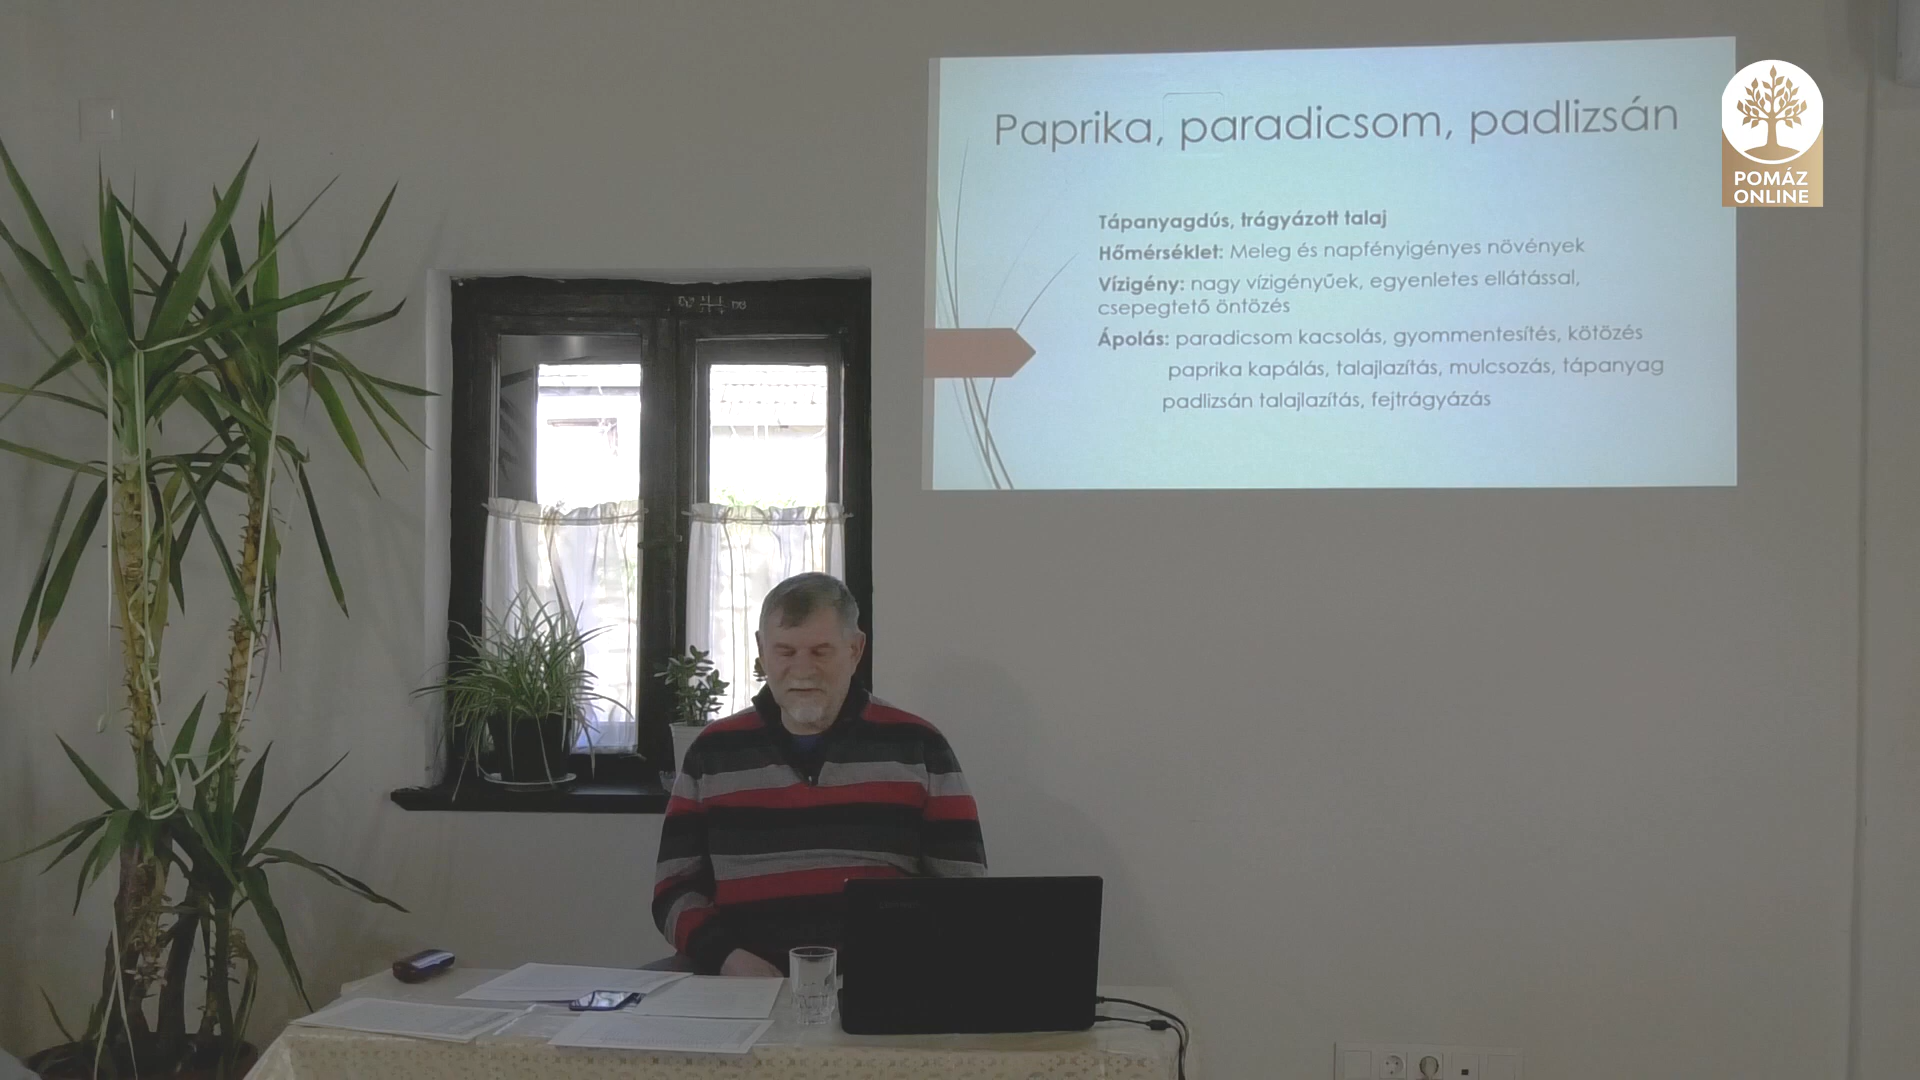 Paprika, paradicsom, padlizsán
Tápanyagdús, trágyázott talaj
Hőmérséklet: Meleg és napfényigényes növények
Vízigény: nagy vízigényűek, egyenletes ellátással,
csepegtető öntözés
Ápolás: paradicsom kacsolás, gyommentesítés, kötözés
paprika kapálás, talajlazítás, mulcsozás, tápanyag
padlizsán talajlazítás, fejtrágyázás
POMÁZ
ONLINE